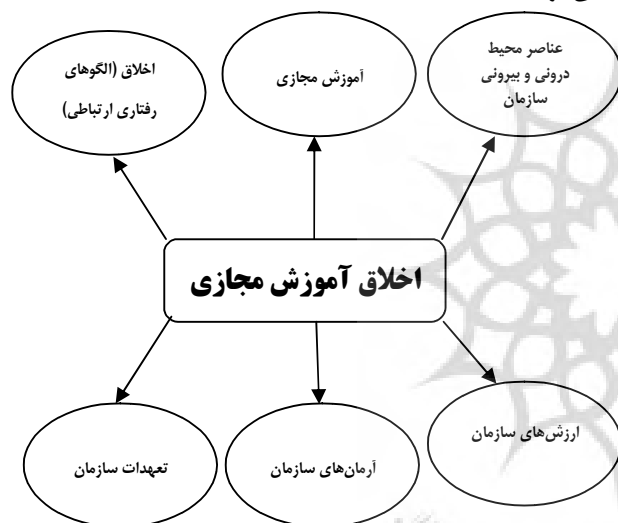 عناصر محیط
درونی و بیرونی
سازمان
آموزش مجازی
اخلاق (الگوهای
رفتاری ارتباطی)
اخلاق آموزش مجازی
ارزش‌های سازمان
آرمان‌های سازمان
تعهدات سازمان